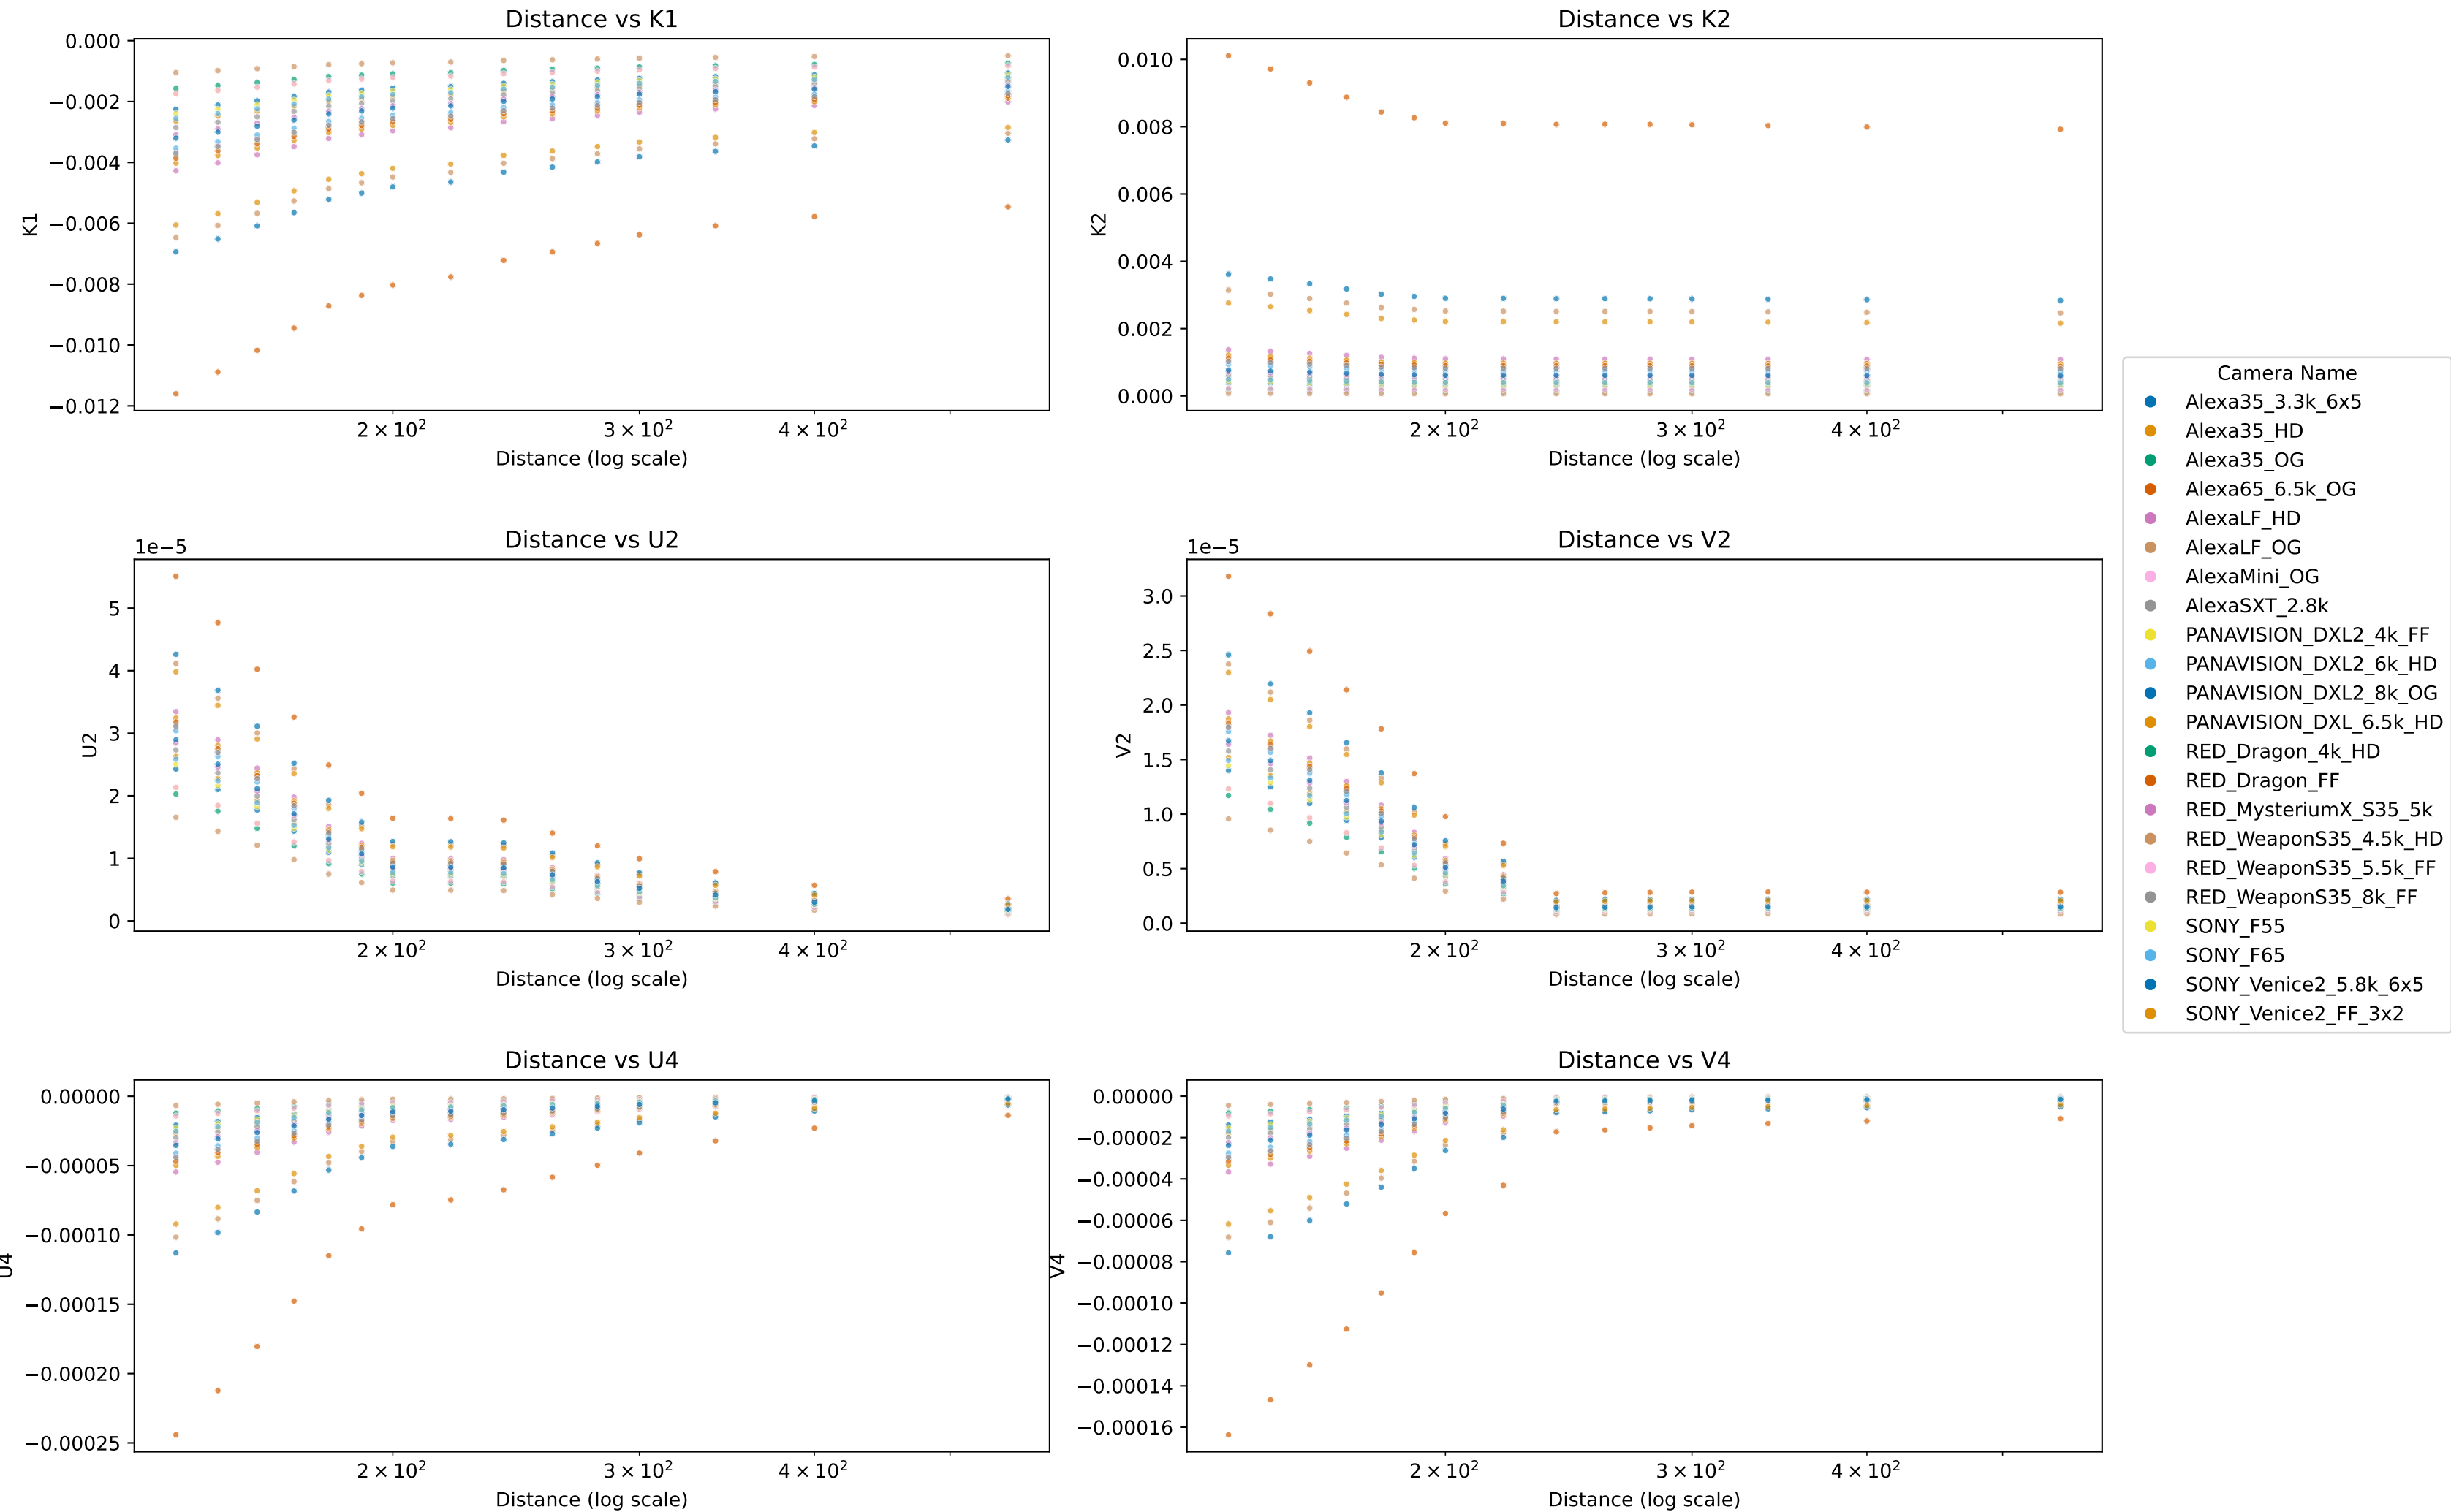 Distance vs K1
0.000
−0.002
−0.004
−0.006
−0.008
−0.010
−0.012
K1
2 × 10²
3 × 10²
4 × 10²
Distance (log scale)
Distance vs K2
0.010
0.008
0.006
0.004
0.002
0.000
K2
2 × 10²
3 × 10²
4 × 10²
Distance (log scale)
Distance vs U2
1e−5
5
4
3
2
1
0
U2
2 × 10²
3 × 10²
4 × 10²
Distance (log scale)
Distance vs V2
1e−5
3.0
2.5
2.0
1.5
1.0
0.5
0.0
V2
2 × 10²
3 × 10²
4 × 10²
Distance (log scale)
Distance vs U4
0.00000
−0.00005
−0.00010
−0.00015
−0.00020
−0.00025
U4
2 × 10²
3 × 10²
4 × 10²
Distance (log scale)
Distance vs V4
0.00000
−0.00002
−0.00004
−0.00006
−0.00008
−0.00010
−0.00012
−0.00014
−0.00016
V4
2 × 10²
3 × 10²
4 × 10²
Distance (log scale)
Camera Name
Alexa35_3.3k_6x5
Alexa35_HD
Alexa35_OG
Alexa65_6.5k_OG
AlexaLF_HD
AlexaLF_OG
AlexaMini_OG
AlexaSXT_2.8k
PANAVISION_DXL2_4k_FF
PANAVISION_DXL2_6k_HD
PANAVISION_DXL2_8k_OG
PANAVISION_DXL_6.5k_HD
RED_Dragon_4k_HD
RED_Dragon_FF
RED_MysteriumX_S35_5k
RED_WeaponS35_4.5k_HD
RED_WeaponS35_5.5k_FF
RED_WeaponS35_8k_FF
SONY_F55
SONY_F65
SONY_Venice2_5.8k_6x5
SONY_Venice2_FF_3x2